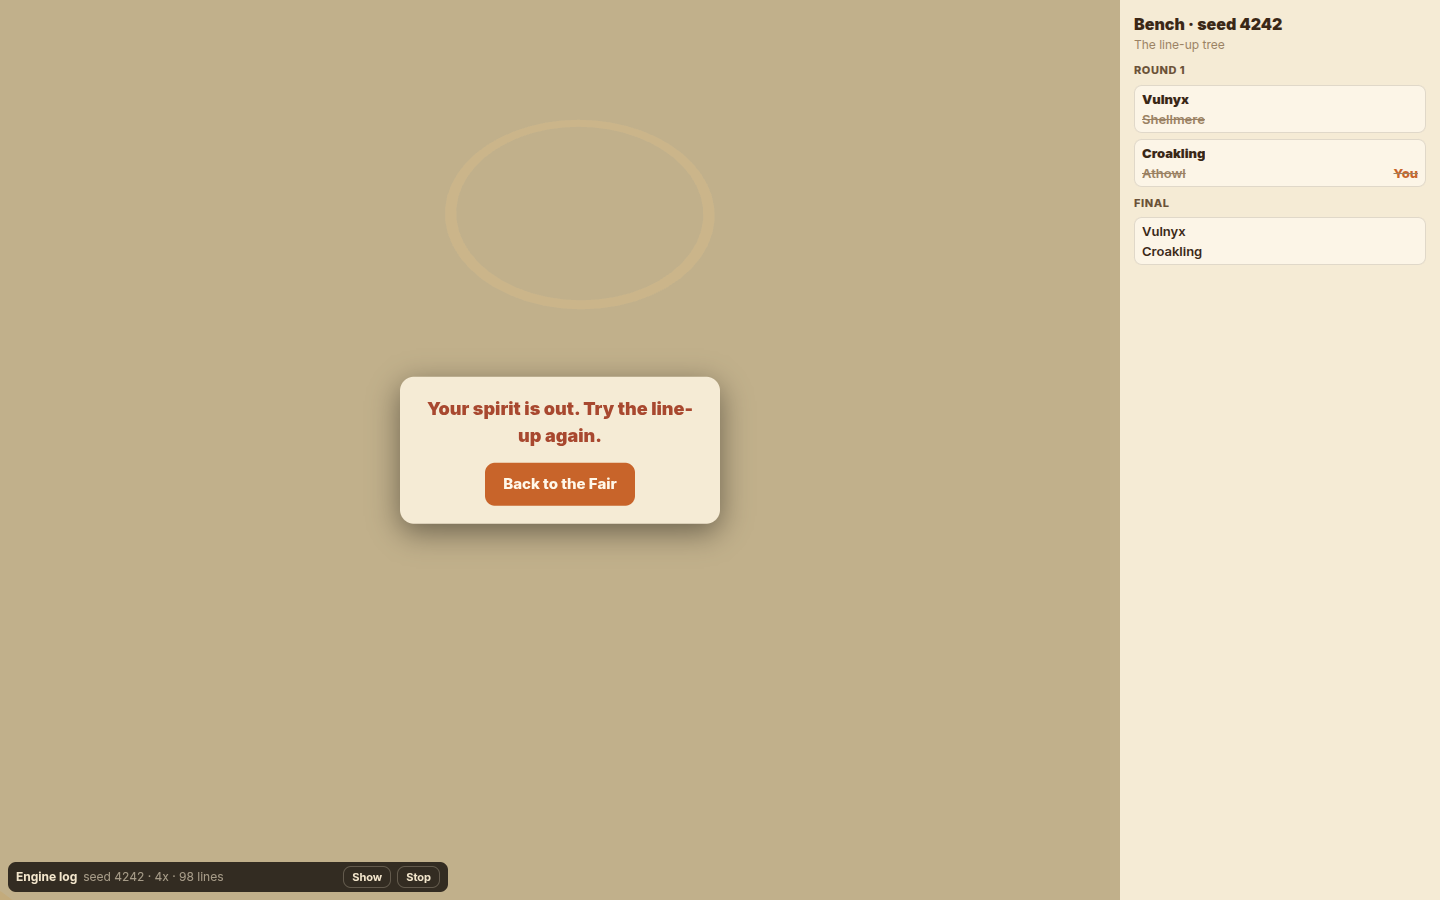 Bench · seed 4242
The line-up tree
ROUND 1
Vulnyx
Shellmere
Croakling
Athowl You
FINAL
Vulnyx
Croakling
Your spirit is out. Try the line-
up again.
Back to the Fair
Engine log seed 4242 · 4x · 98 lines Show Stop